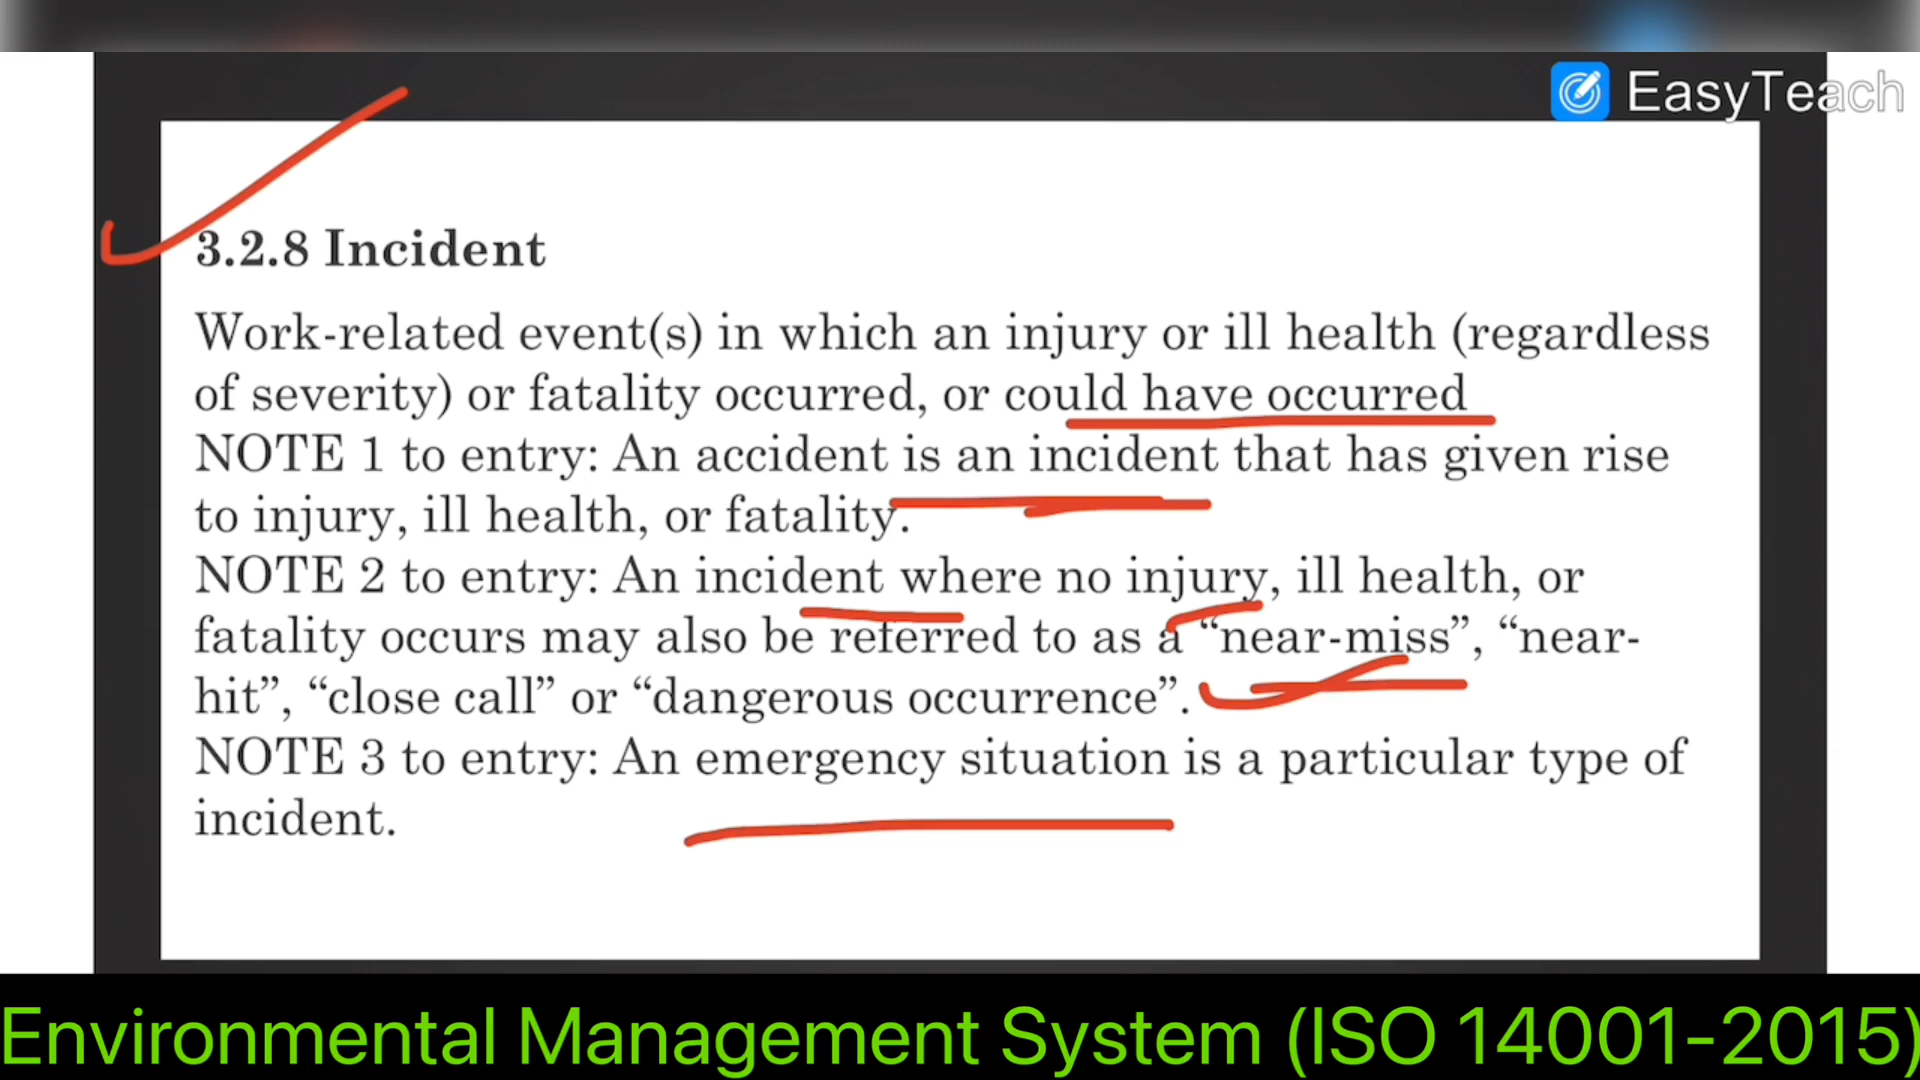 EasyTeach
3.2.8 Incident
Work-related event(s) in which an injury or ill health (regardless
of severity) or fatality occurred, or could have occurred
NOTE 1 to entry: An accident is an incident that has given rise
to injury, ill health, or fatality.
NOTE 2 to entry: An incident where no injury, ill health, or
fatality occurs may also be referred to as a “near-miss”, “near-
hit”, “close call” or “dangerous occurrence”.
NOTE 3 to entry: An emergency situation is a particular type of
incident.
Environmental Management System (ISO 14001-2015)